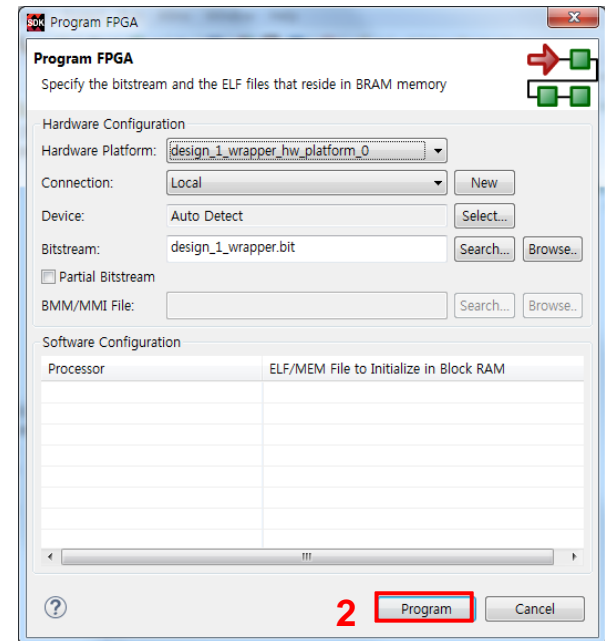 SDK Program FPGA
Program FPGA
Specify the bitstream and the ELF files that reside in BRAM memory
Hardware Configuration
Hardware Platform: design_1_wrapper_hw_platform_0
Connection: Local New
Device: Auto Detect Select...
Bitstream: design_1_wrapper.bit Search... Browse..
Partial Bitstream
BMM/MMI File: Search... Browse..
Software Configuration
Processor ELF/MEM File to Initialize in Block RAM
2 Program Cancel